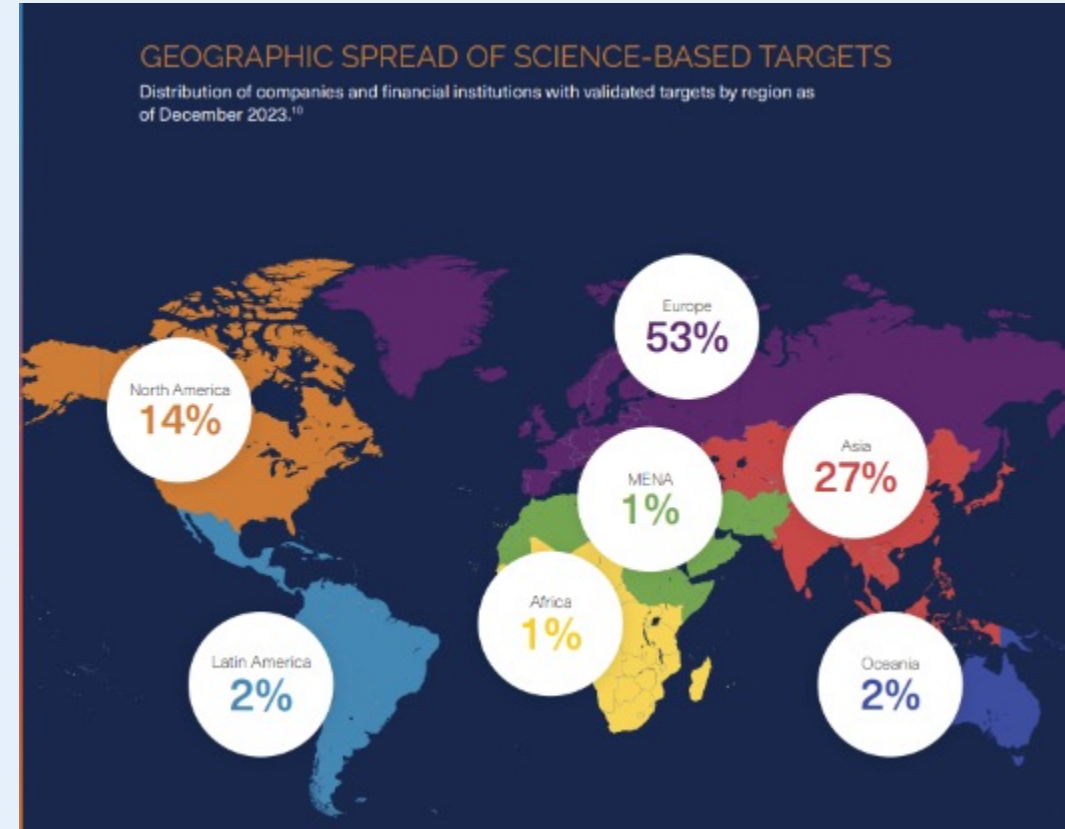 GEOGRAPHIC SPREAD OF SCIENCE-BASED TARGETS
Distribution of companies and financial institutions with validated targets by region as
of December 2023.¹⁰
Europe
53%
North America
14%
Asia
27%
MENA
1%
Africa
1%
Latin America
2%
Oceania
2%